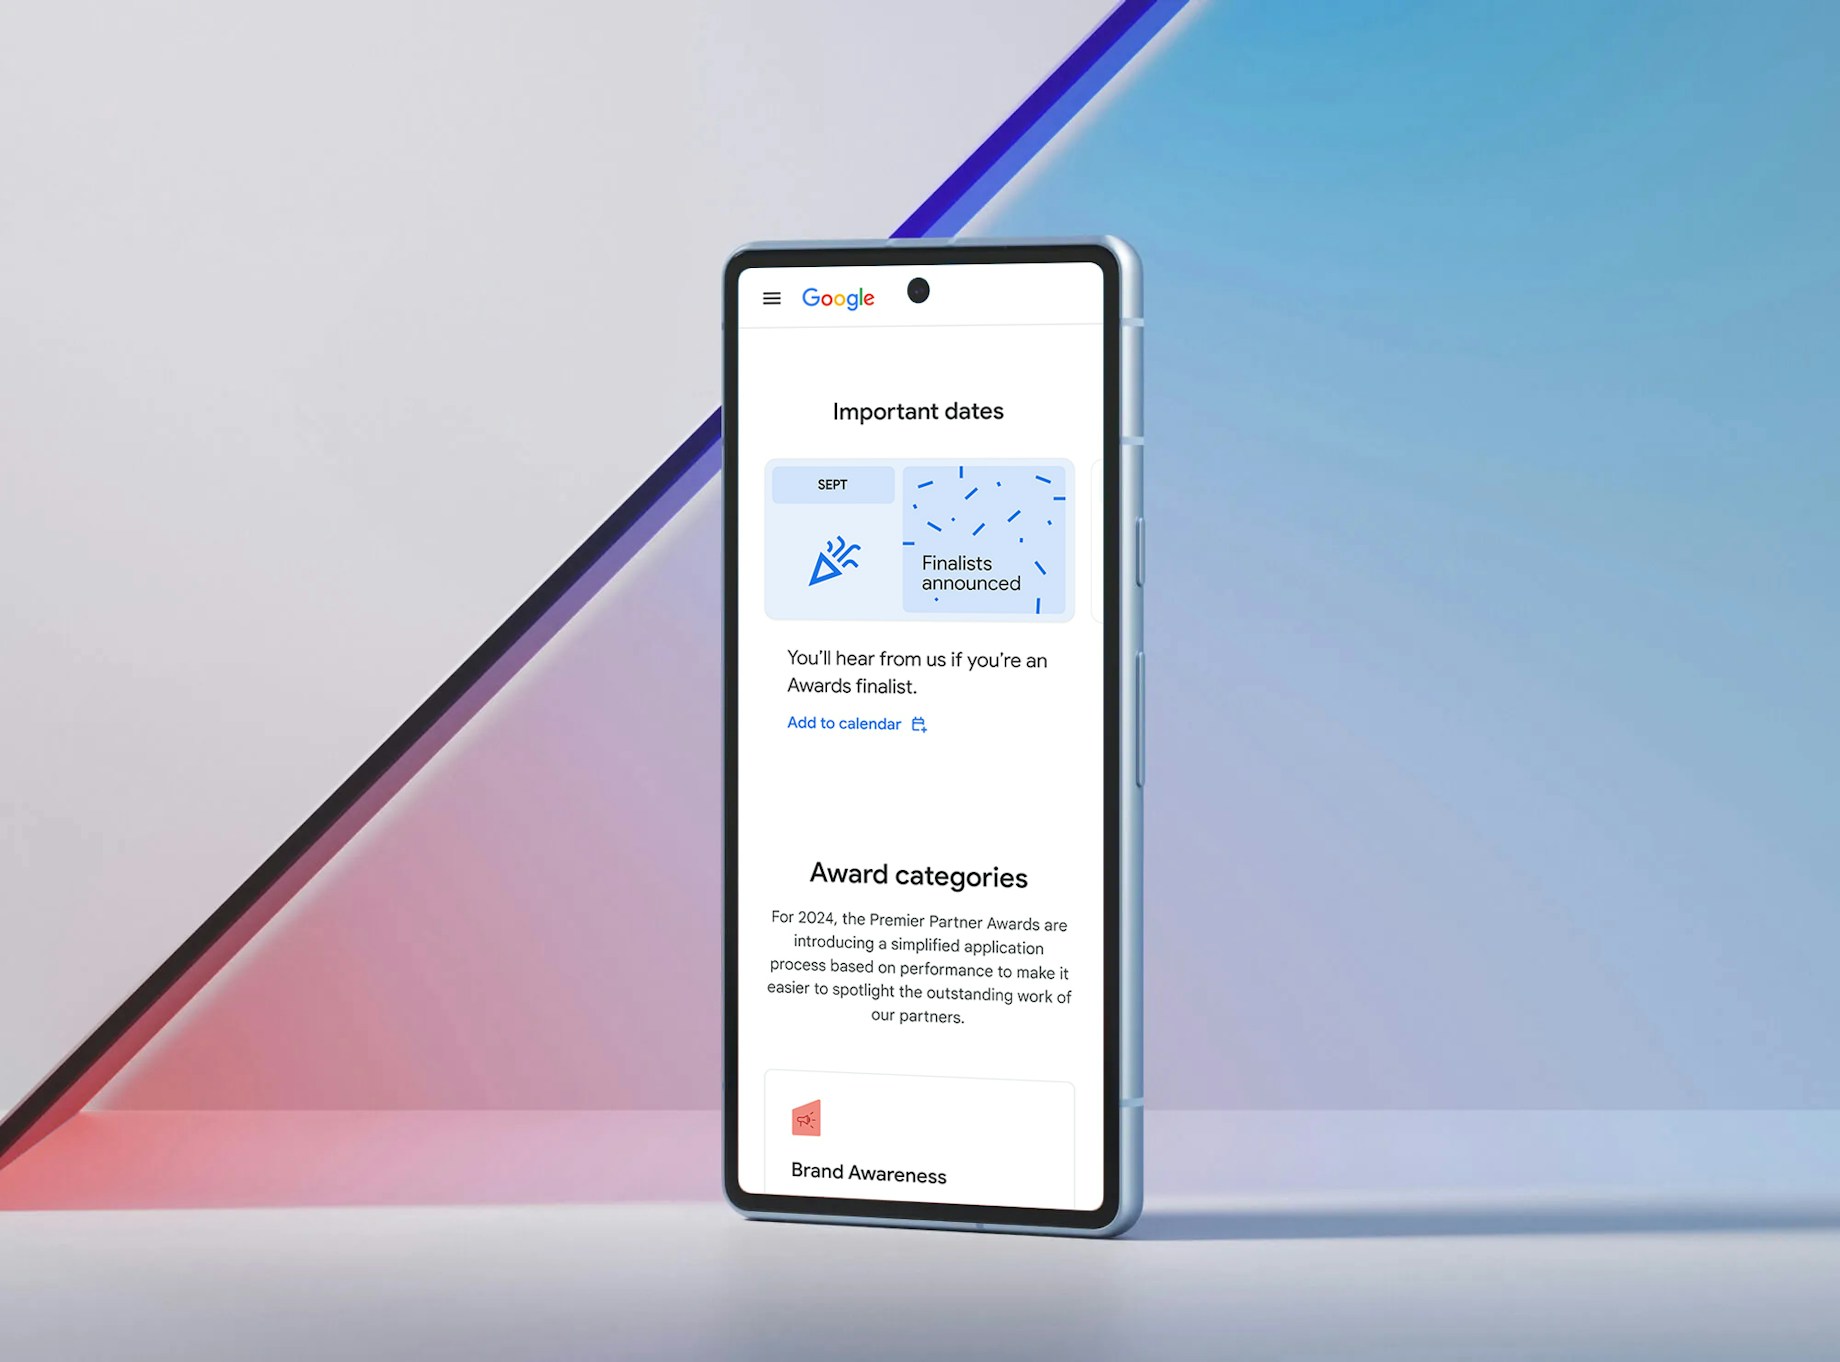 Google
Important dates
SEPT
Finalists
announced
You’ll hear from us if you’re an
Awards finalist.
Add to calendar
Award categories
For 2024, the Premier Partner Awards are
introducing a simplified application
process based on performance to make it
easier to spotlight the outstanding work of
our partners.
Brand Awareness